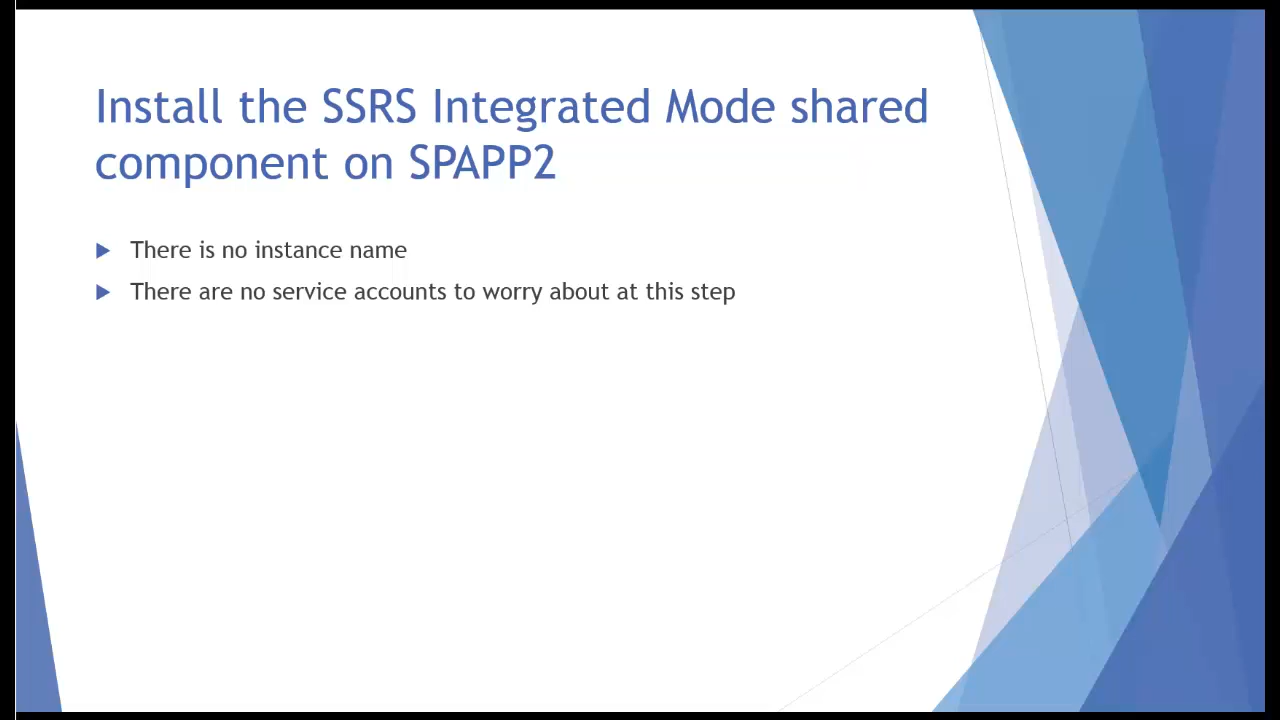 Install the SSRS Integrated Mode shared
component on SPAPP2
There is no instance name
There are no service accounts to worry about at this step